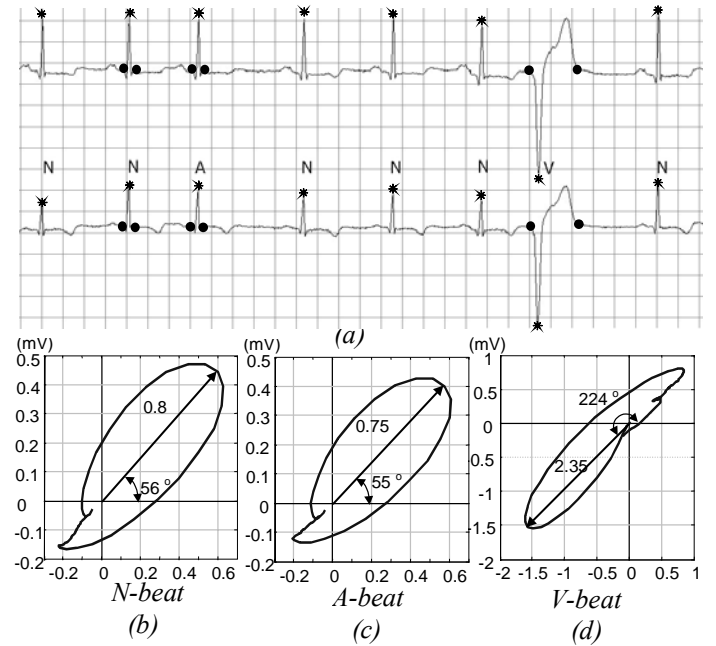 N N A N N N V N
(a)
(mV) (mV) (mV)
0.5 0.5 1
0.4 0.4 0.5
0.3 0.3 0
0.2 0.2 -0.5
0.1 0.1 -1
0 0 -1.5
-0.1 -0.1 -2
-0.2 -0.2
0.8 0.75 224 o
56 o 55 o 2.35
-0.2 0 0.2 0.4 0.6 -0.2 0 0.2 0.4 0.6 -2 -1.5 -1 -0.5 0 0.5 1
N-beat A-beat V-beat
(b) (c) (d)